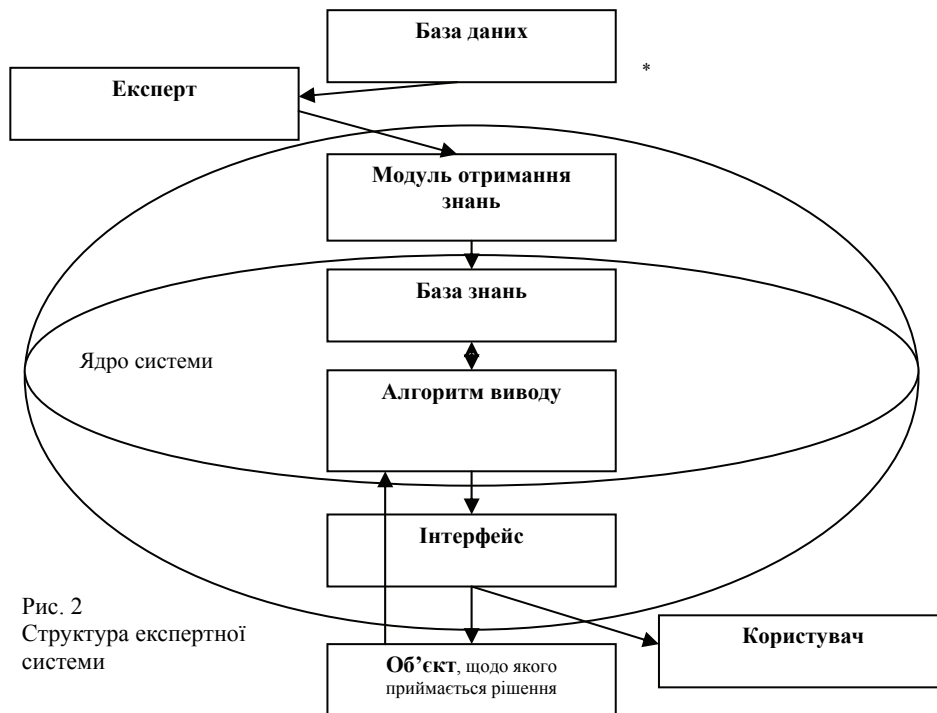 База даних
*
Експерт
Модуль отримання
знань
База знань
Ядро системи
Алгоритм виводу
Інтерфейс
Рис. 2
Структура експертної
системи
Користувач
Об’єкт, щодо якого
приймається рішення